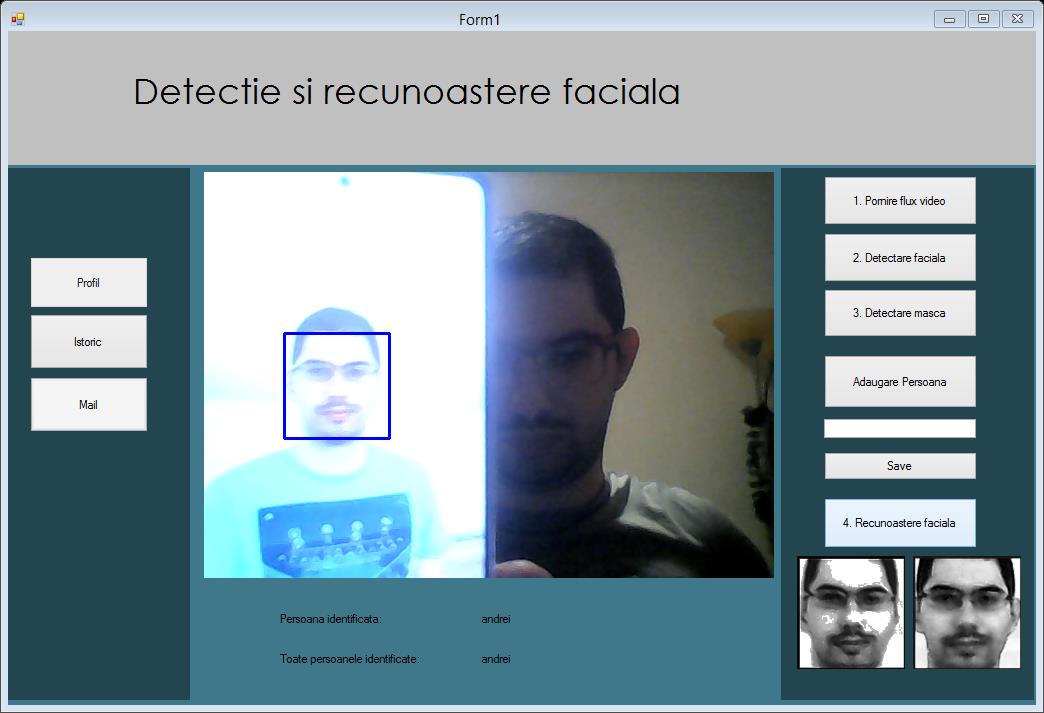 Form1
Detectie si recunoastere faciala
Profil
Istoric
Mail
1. Pornire flux video
2. Detectare faciala
3. Detectare masca
Adaugare Persoana
Save
4. Recunoastere faciala
Persoana identificata: andrei
Toate persoanele identificate: andrei